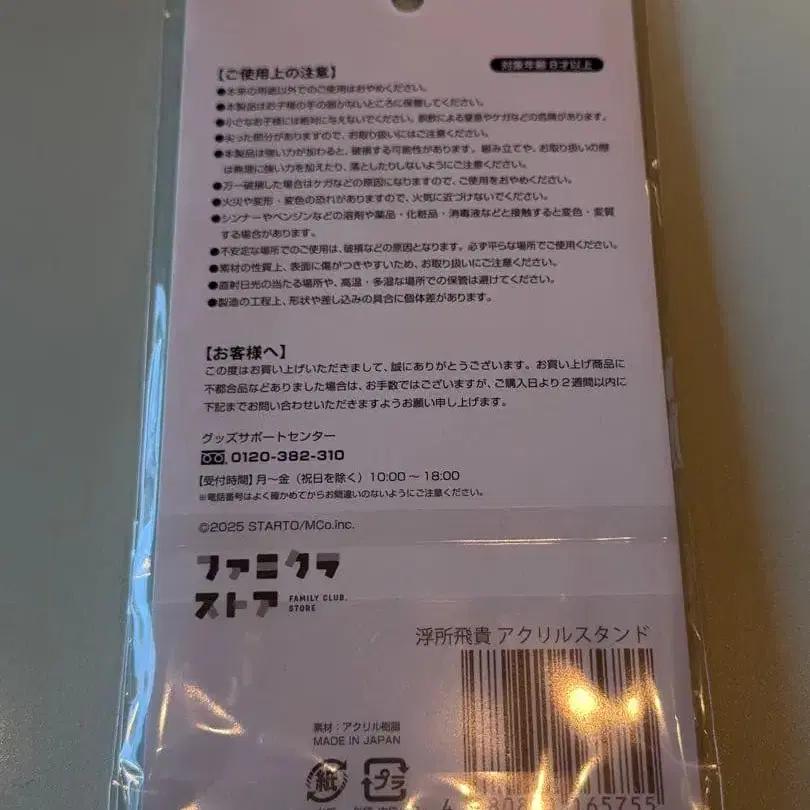 【ご使用上の注意】
対象年齢8才以上
●本来の用途以外でのご使用はおやめください。
●本製品はお子様の手の届かないところに保管してください。
●小さなお子様には絶対に与えないでください。誤飲による窒息やケガなどの危険があります。
●尖った部分がありますので、お取り扱いにはご注意ください。
●本製品は強い力が加わると、破損する可能性があります。組み立てや、お取り扱いの際
は無理に強い力を加えたり、落としたりしないようにご注意ください。
●万一破損した場合はケガなどの原因になりますので、ご使用をおやめください。
●火災や変形・変色の恐れがありますので、火気に近づけないでください。
●シンナーやベンジンなどの溶剤や薬品・化粧品・消毒液などと接触すると変色・変質
する場合があります。
●不安定な場所でのご使用は、破損などの原因となります。必ず平らな場所でご使用ください。
●素材の性質上、表面に傷がつきやすいため、お取り扱いにご注意ください。
●直射日光の当たる場所や、高温・多湿な場所での保管は避けてください。
●製造の工程上、形状や差し込みの具合に個体差があります。
【お客様へ】
この度はお買い上げいただきまして、誠にありがとうございます。お買い上げ商品に
不都合品などありました場合は、お手数ではございますが、ご購入日より2週間以内に
下記までお問い合わせいただきますようお願い申し上げます。
グッズサポートセンター
0120-382-310
【受付時間】月〜金（祝日を除く）10:00〜18:00
※電話番号はよく確かめてからお間違いのないようにご注意ください。
©2025 STARTO/MCo.inc.
ファミクラ
ストア
FAMILY CLUB.
STORE
浮所飛貴 アクリルスタンド
素材：アクリル樹脂
MADE IN JAPAN
紙
プラ